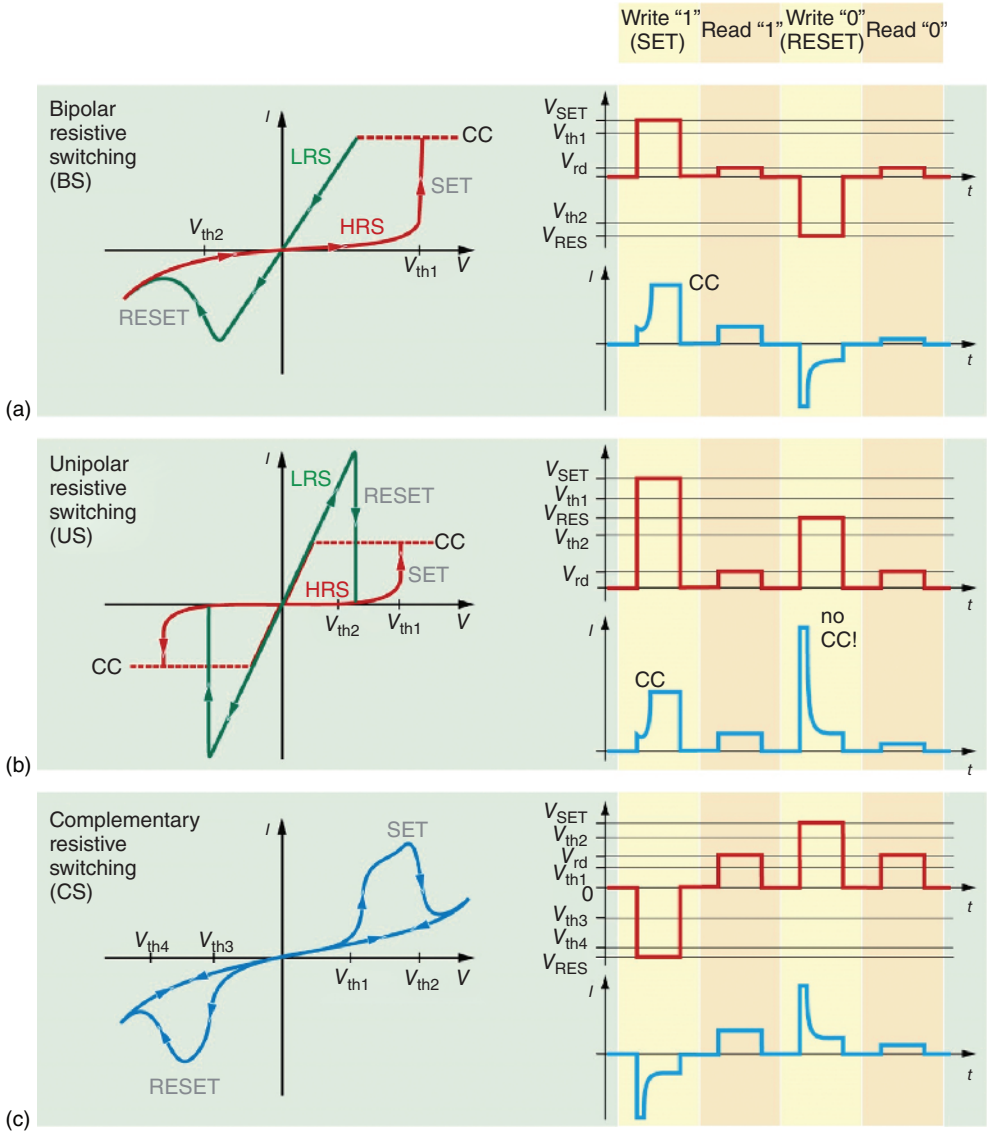 Write “1”
(SET)
Read “1”
Write “0”
(RESET)
Read “0”
Bipolar
resistive
switching
(BS)
I
CC
LRS
SET
HRS
Vth2
Vth1
V
RESET
VSET
Vth1
Vrd
t
Vth2
VRES
I
CC
t
(a)
Unipolar
resistive
switching
(US)
I
LRS
RESET
CC
SET
HRS
Vth2
Vth1
V
CC
VSET
Vth1
VRES
Vth2
Vrd
t
I
no
CC!
CC
t
(b)
Complementary
resistive
switching
(CS)
I
SET
Vth4
Vth3
Vth1
Vth2
V
RESET
VSET
Vth2
Vrd
Vth1
0
t
Vth3
Vth4
VRES
I
t
(c)